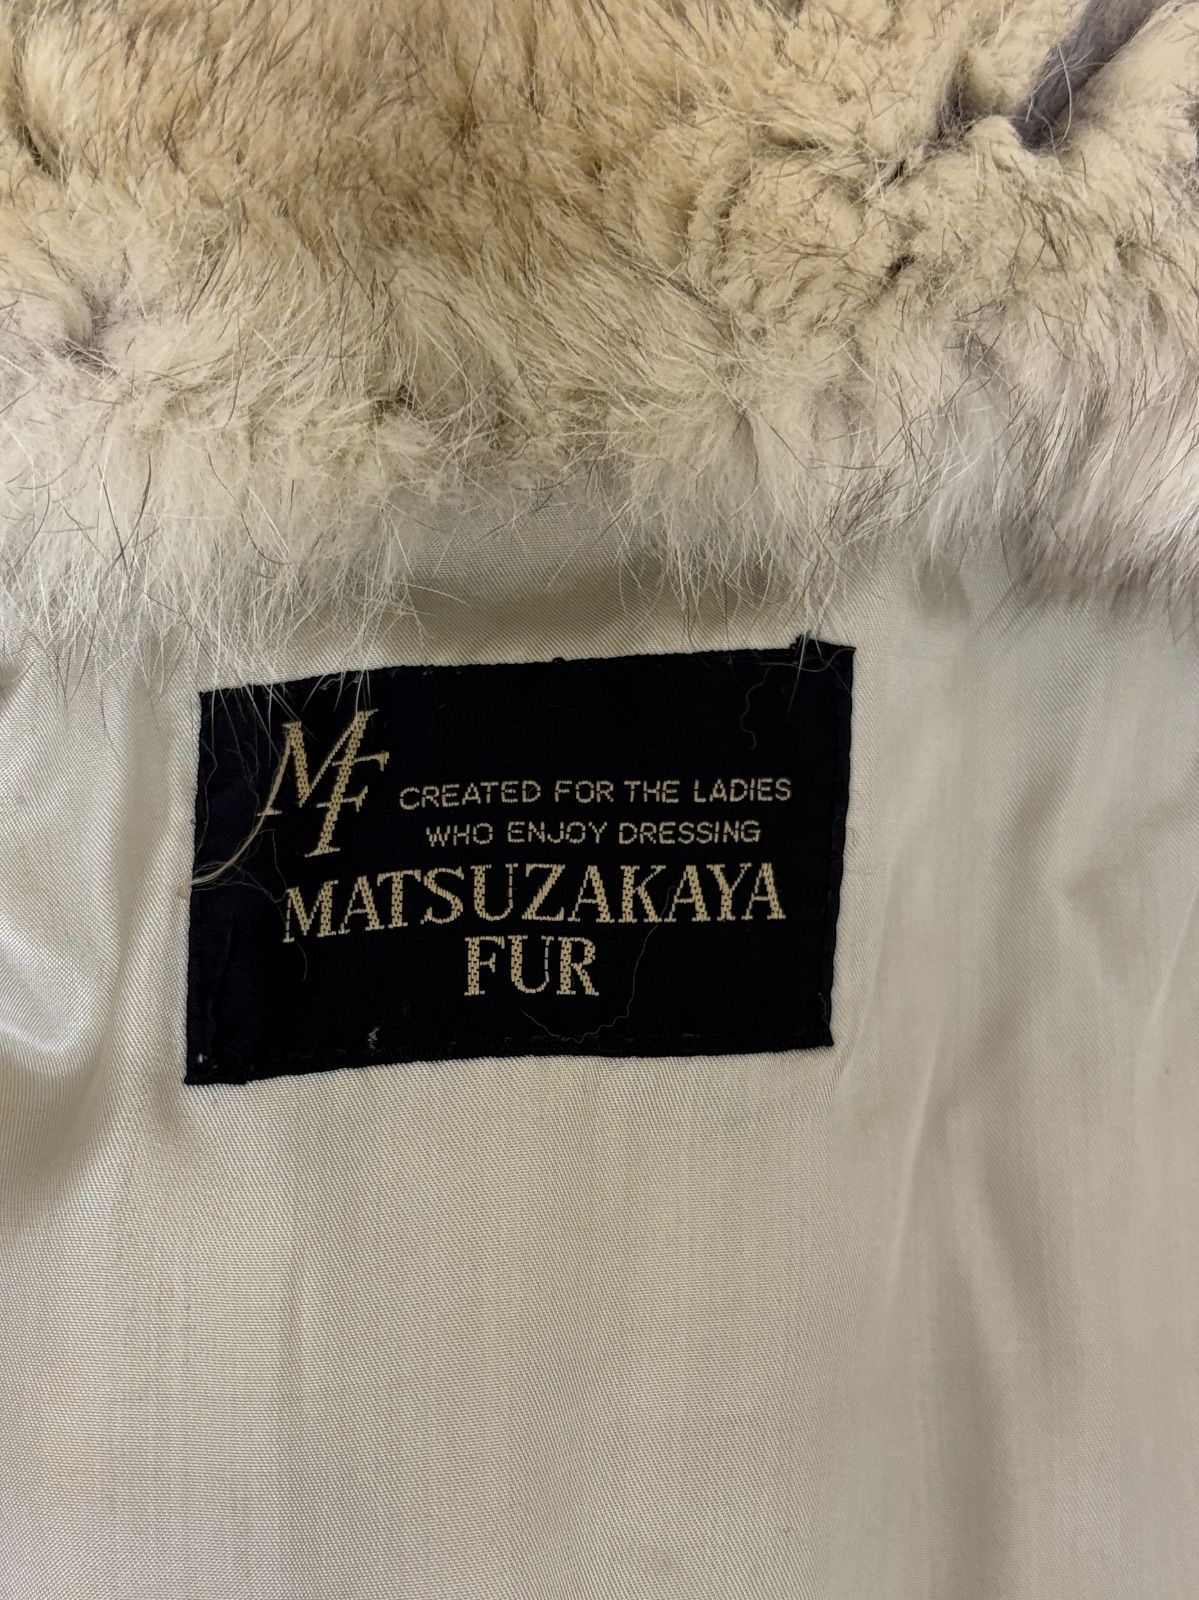 MF
CREATED FOR THE LADIES
WHO ENJOY DRESSING
MATSUZAKAYA
FUR